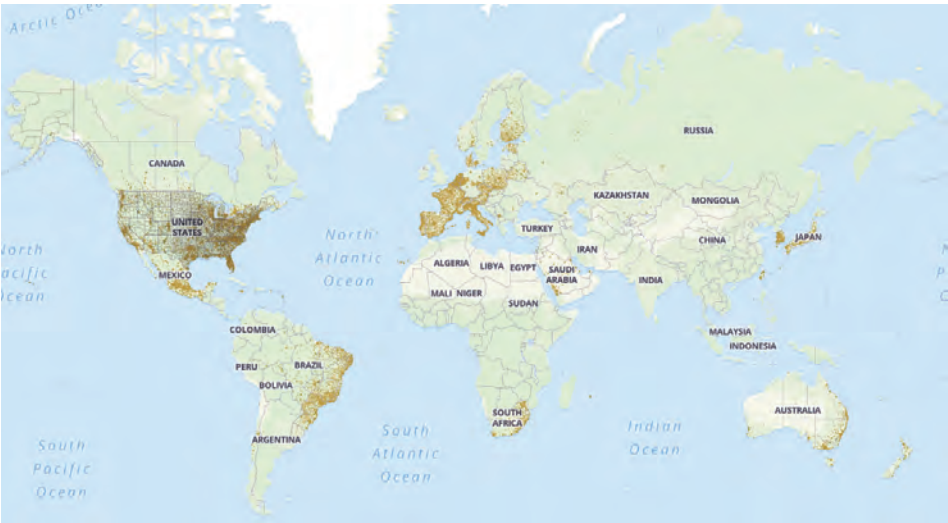 Arctic Ocean
RUSSIA
CANADA
KAZAKHSTAN
MONGOLIA
UNITED
STATES
North
Atlantic
Ocean
TURKEY
JAPAN
CHINA
IRAN
North
Pacific
Ocean
ALGERIA
LIBYA
EGYPT
SAUDI
ARABIA
INDIA
MEXICO
MALI
NIGER
SUDAN
COLOMBIA
MALAYSIA
INDONESIA
PERU
BRAZIL
BOLIVIA
SOUTH
AFRICA
AUSTRALIA
ARGENTINA
South
Atlantic
Ocean
Indian
Ocean
South
Pacific
Ocean